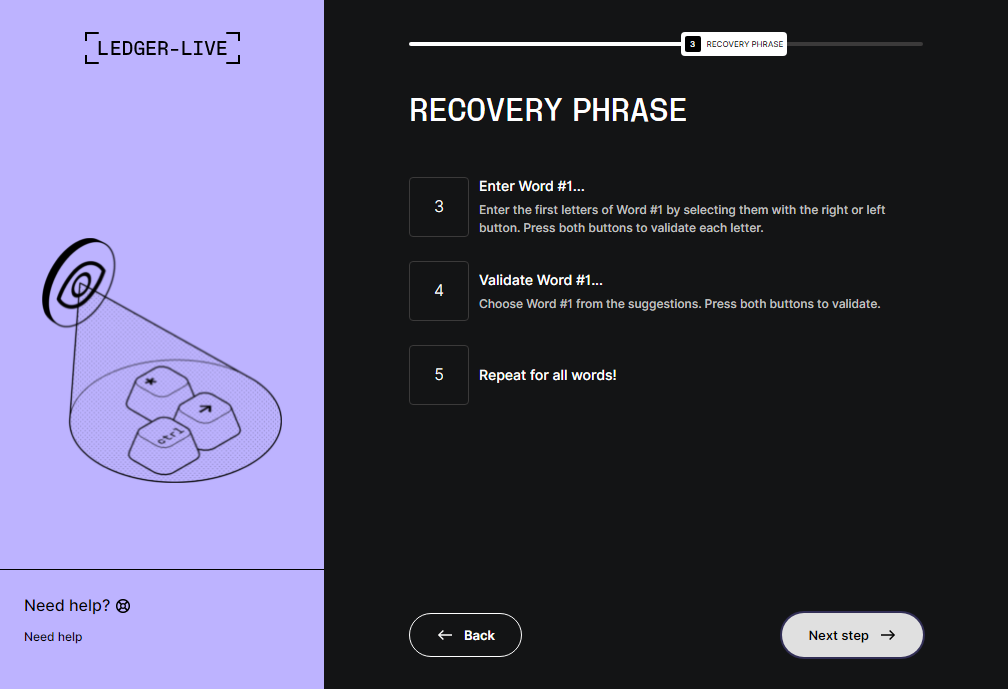 LEDGER-LIVE
3 RECOVERY PHRASE
RECOVERY PHRASE
3
Enter Word #1...
Enter the first letters of Word #1 by selecting them with the right or left
button. Press both buttons to validate each letter.
4
Validate Word #1...
Choose Word #1 from the suggestions. Press both buttons to validate.
5
Repeat for all words!
*
ctrl
Need help?
Need help
Back
Next step